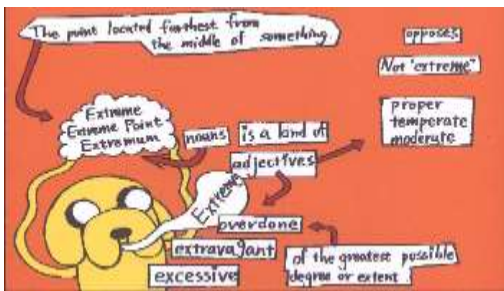 The point located farthest from
the middle of something.
opposes
Not "extreme"
proper
temperate
moderate
Extreme
Extreme Point
Extremum
nouns
is a land of
adjectives
Extreme
overdone
extravagant
excessive
of the greatest possible
degree or extent